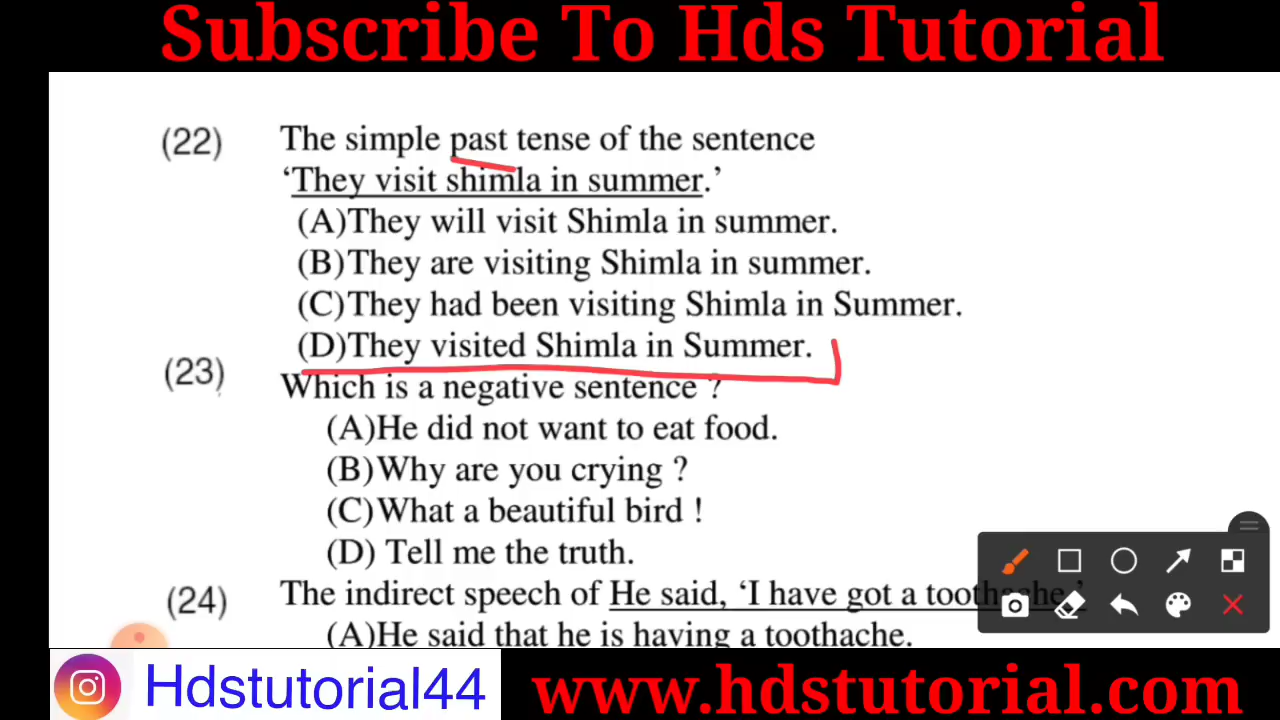 Subscribe To Hds Tutorial
(22) The simple past tense of the sentence
‘They visit shimla in summer.’
(A)They will visit Shimla in summer.
(B)They are visiting Shimla in summer.
(C)They had been visiting Shimla in Summer.
(D)They visited Shimla in Summer.
(23) Which is a negative sentence ?
(A)He did not want to eat food.
(B)Why are you crying ?
(C)What a beautiful bird !
(D) Tell me the truth.
(24) The indirect speech of He said, ‘I have got a toothache.’
(A)He said that he is having a toothache.
Hdstutorial44
www.hdstutorial.com